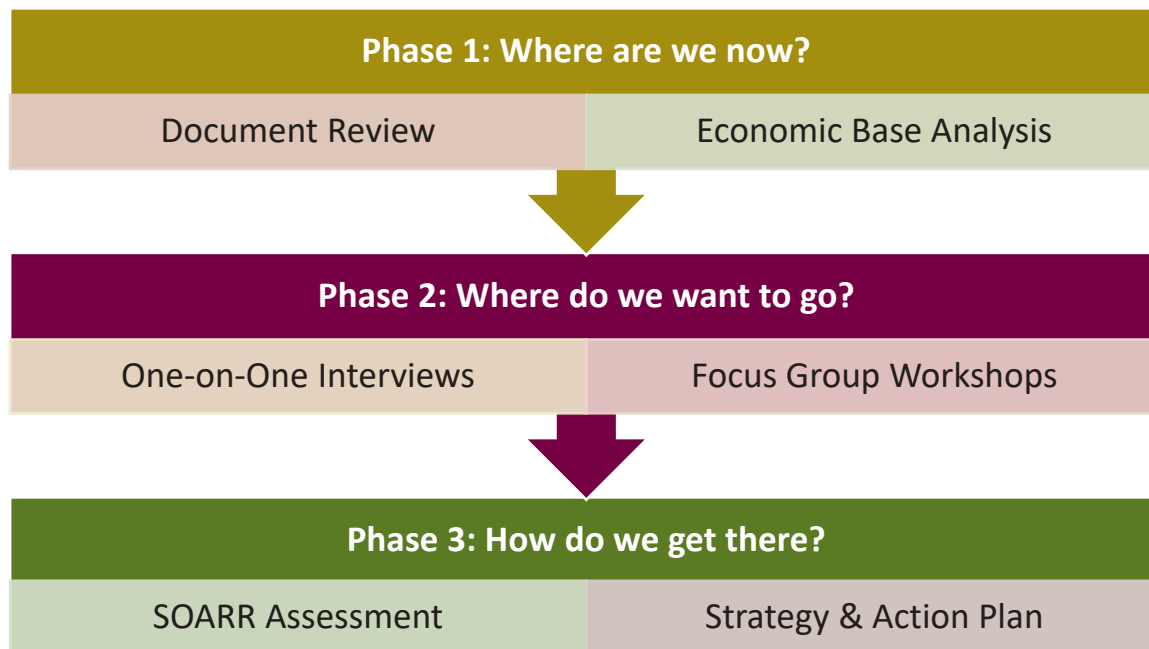 Phase 1: Where are we now?
Document Review
Economic Base Analysis
Phase 2: Where do we want to go?
One-on-One Interviews
Focus Group Workshops
Phase 3: How do we get there?
SOARR Assessment
Strategy & Action Plan